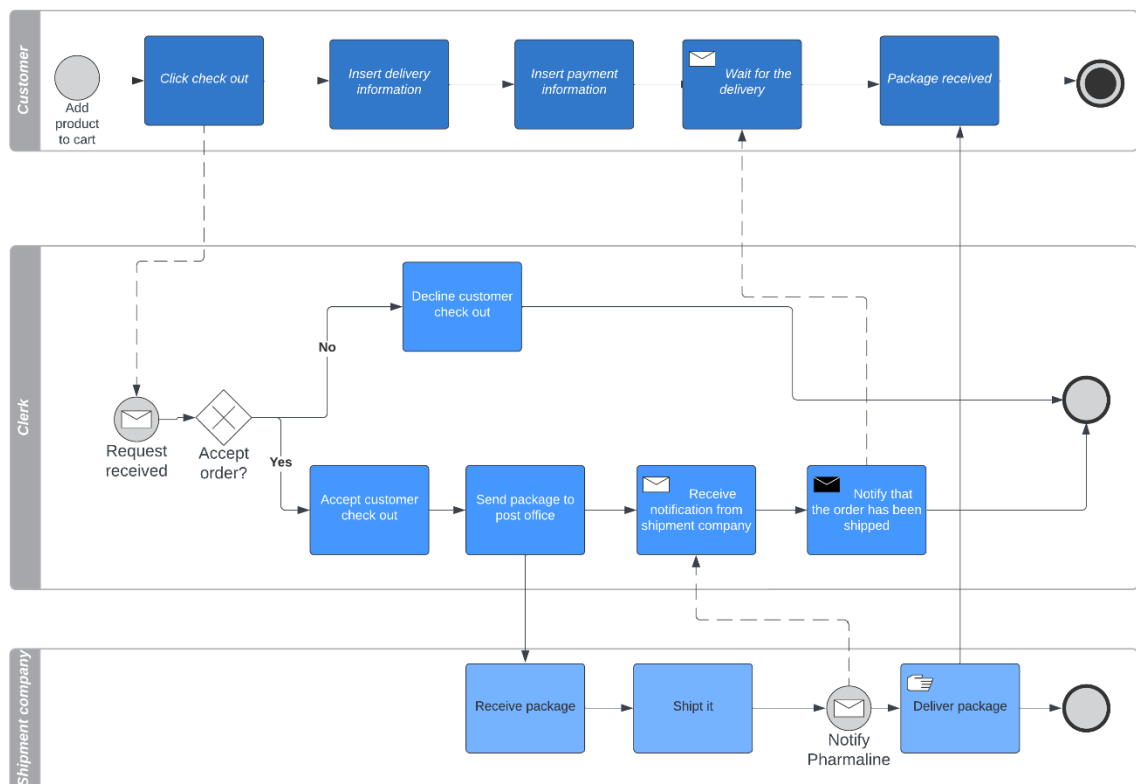 Customer
Add
product
to cart
Click check out
Insert delivery
information
Insert payment
information
Wait for the
delivery
Package received
Clerk
Request
received
Accept
order?
No
Yes
Decline customer
check out
Accept customer
check out
Send package to
post office
Receive
notification from
shipment company
Notify that
the order has been
shipped
Shipment company
Receive package
Shipt it
Notify
Pharmaline
Deliver package